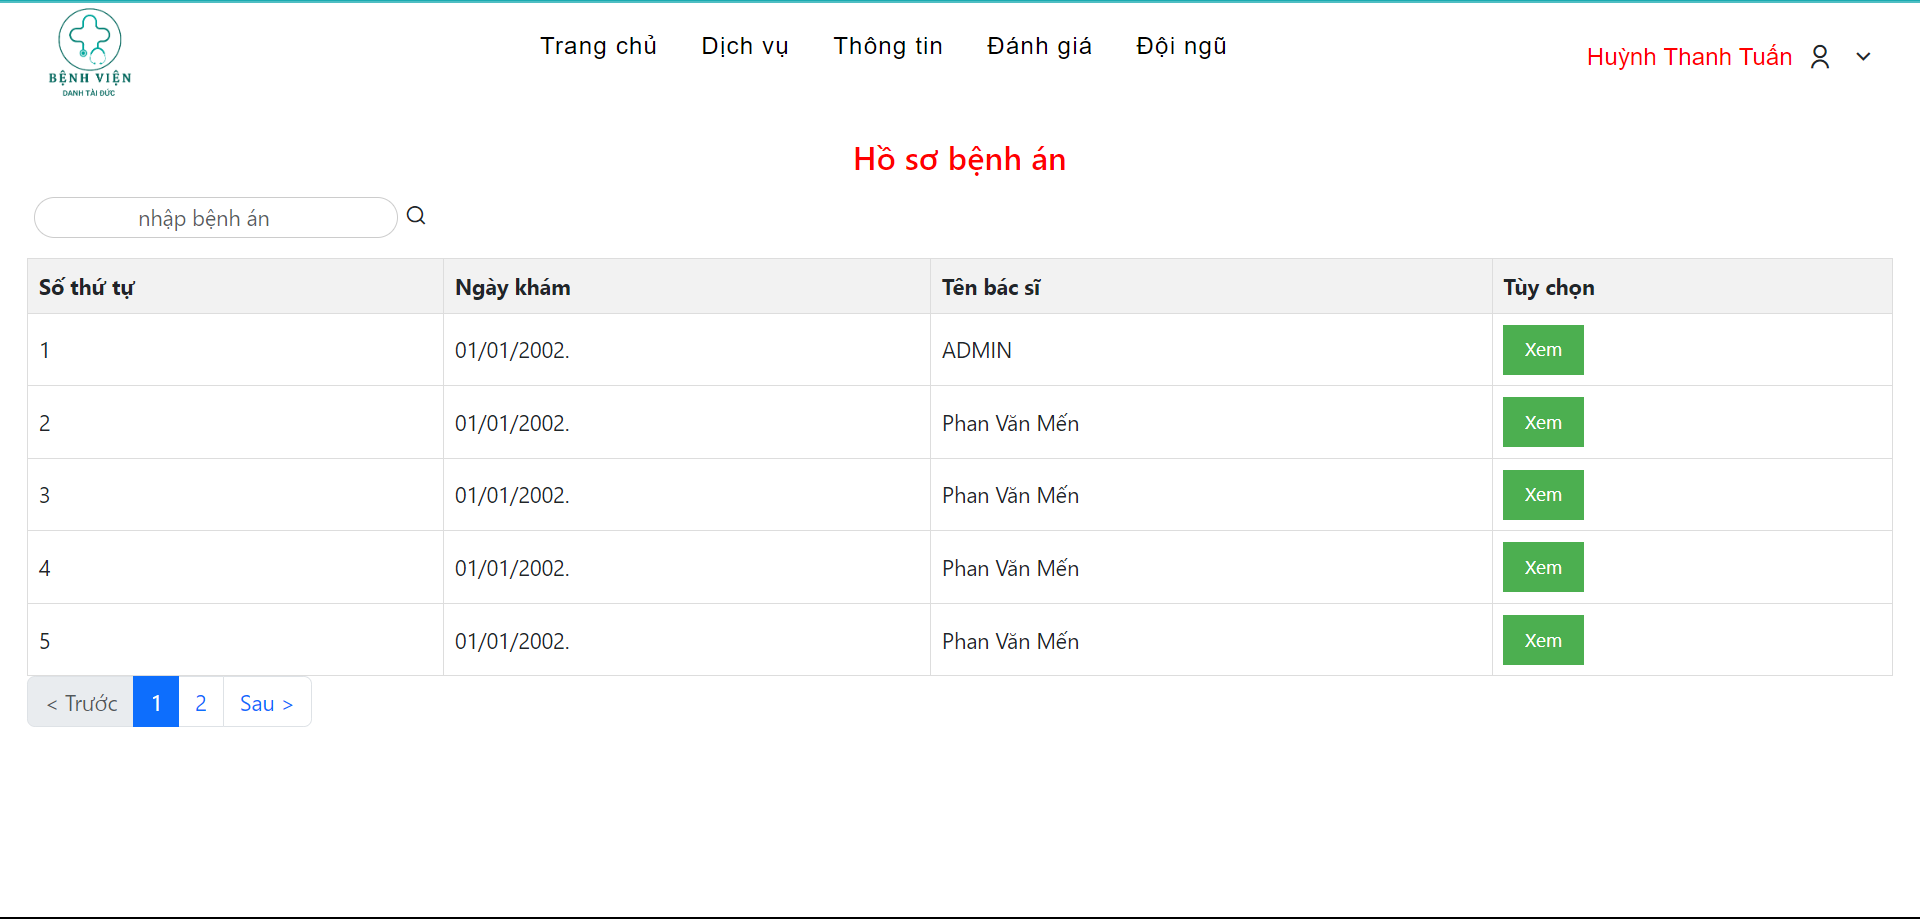 BỆNH VIỆN
DANH TÀI ĐỨC
Trang chủ Dịch vụ Thông tin Đánh giá Đội ngũ
Huỳnh Thanh Tuấn
Hồ sơ bệnh án
nhập bệnh án
Số thứ tự Ngày khám Tên bác sĩ Tùy chọn
1 01/01/2002. ADMIN Xem
2 01/01/2002. Phan Văn Mến Xem
3 01/01/2002. Phan Văn Mến Xem
4 01/01/2002. Phan Văn Mến Xem
5 01/01/2002. Phan Văn Mến Xem
< Trước 1 2 Sau >